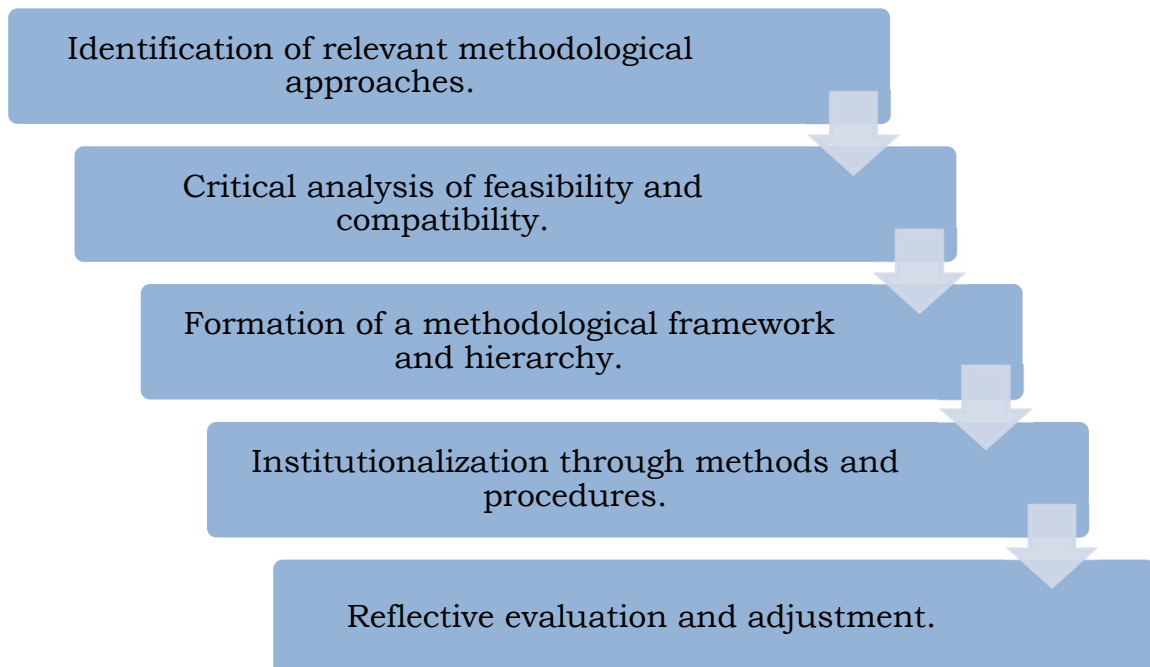 Identification of relevant methodological
approaches.
Critical analysis of feasibility and
compatibility.
Formation of a methodological framework
and hierarchy.
Institutionalization through methods and
procedures.
Reflective evaluation and adjustment.